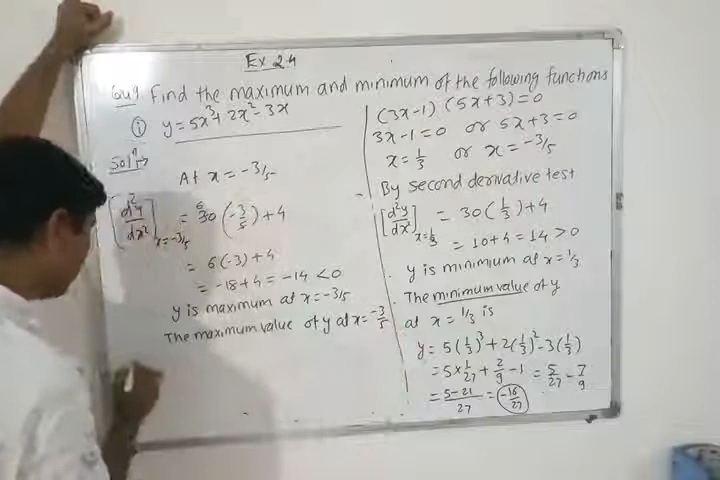 Ex 2.4
Qu9 Find the maximum and minimum of the following functions
(i) y = 5x³ + 2x² - 3x
Solⁿ→
At x = -3/5
[d²y/dx²]x=-3/5 = 30(-3/5) + 4
6
= 6(-3) + 4
= -18 + 4 = -14 < 0
y is maximum at x = -3/5
The maximum value of y at x = -3/5
(3x-1) (5x+3) = 0
3x-1 = 0 or 5x+3 = 0
x = 1/3 or x = -3/5
By second derivative test
[d²y/dx²]x=1/3 = 30(1/3) + 4
= 10 + 4 = 14 > 0
y is minimium at x = 1/3.
The minimum value of y
at x = 1/3 is
y = 5(1/3)³ + 2(1/3)² - 3(1/3)
= 5 × 1/27 + 2/9 - 1 = 5/27 - 7/9
= 5-21/27 = -16/27